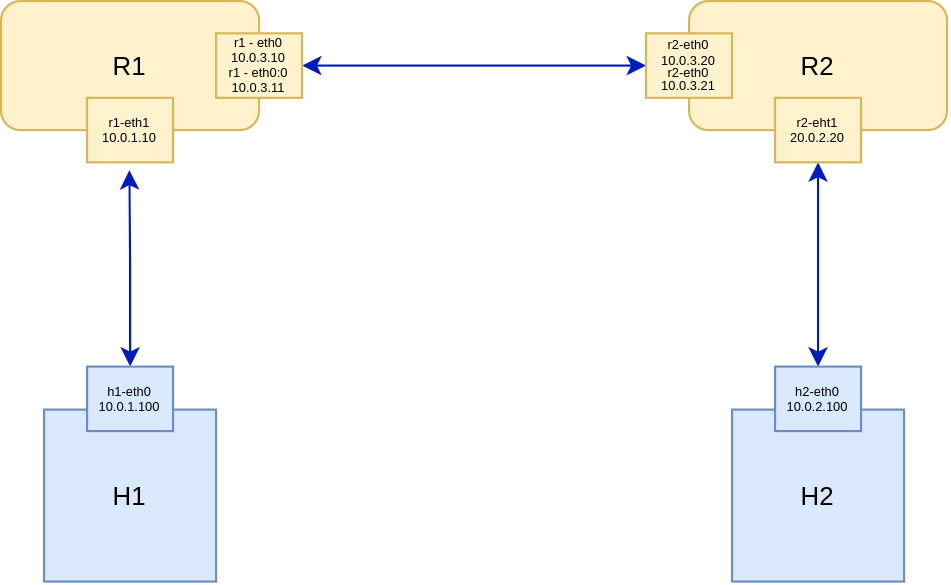 R1
r1 - eth0
10.0.3.10
r1 - eth0:0
10.0.3.11
r1-eth1
10.0.1.10
r2-eth0
10.0.3.20
r2-eth0
10.0.3.21
R2
r2-eht1
20.0.2.20
h1-eth0
10.0.1.100
H1
h2-eth0
10.0.2.100
H2